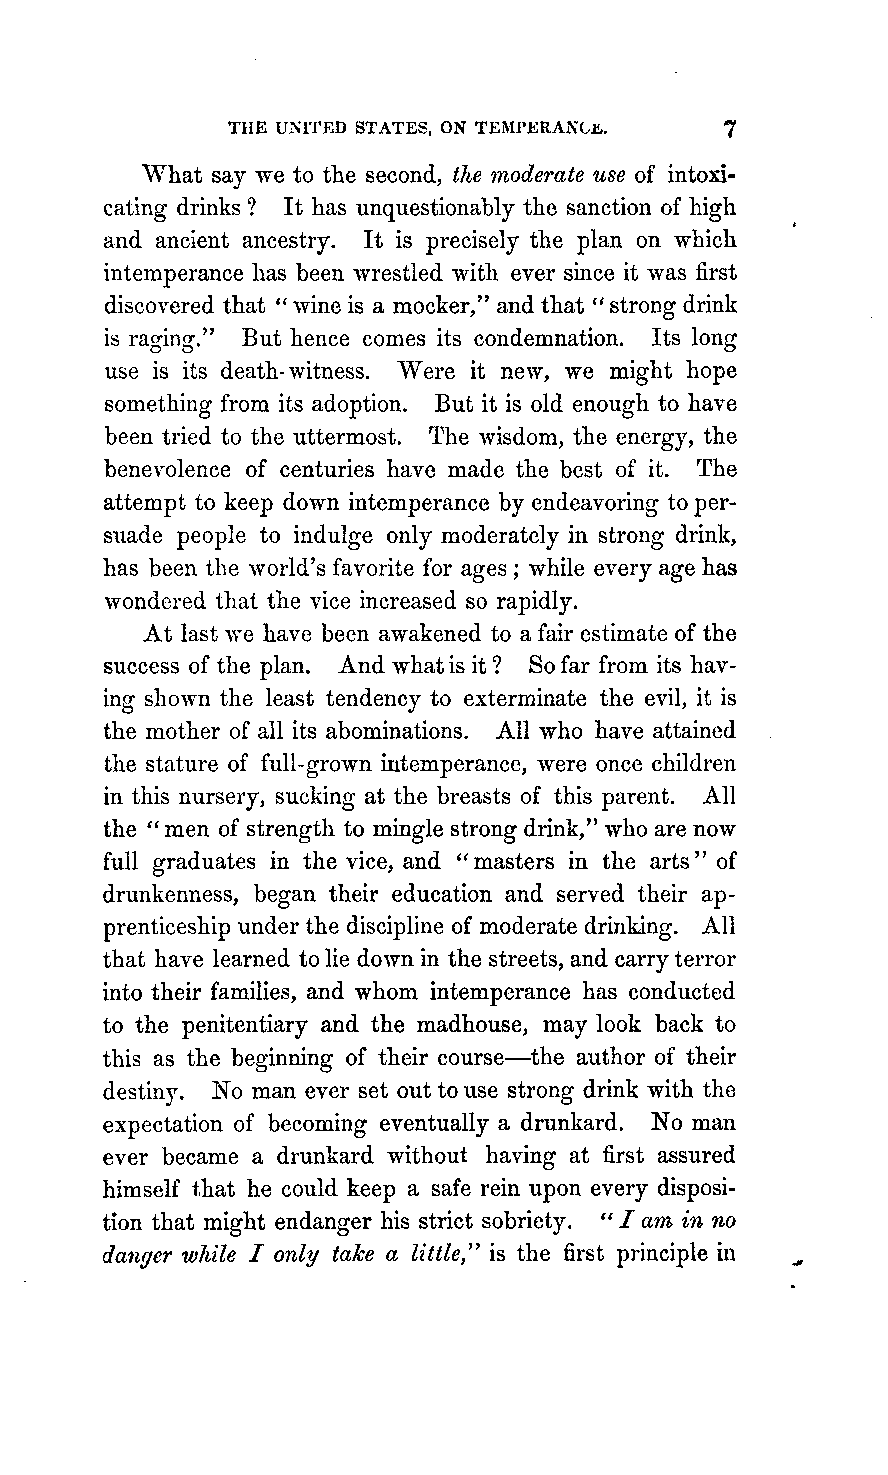 THE UNITED STATES, ON TEMPERANCE. 7
What say we to the second, the moderate use of intoxi-
cating drinks? It has unquestionably the sanction of high
and ancient ancestry. It is precisely the plan on which
intemperance has been wrestled with ever since it was first
discovered that "wine is a mocker," and that "strong drink
is raging." But hence comes its condemnation. Its long
use is its death-witness. Were it new, we might hope
something from its adoption. But it is old enough to have
been tried to the uttermost. The wisdom, the energy, the
benevolence of centuries have made the best of it. The
attempt to keep down intemperance by endeavoring to per-
suade people to indulge only moderately in strong drink,
has been the world's favorite for ages; while every age has
wondered that the vice increased so rapidly.
At last we have been awakened to a fair estimate of the
success of the plan. And what is it? So far from its hav-
ing shown the least tendency to exterminate the evil, it is
the mother of all its abominations. All who have attained
the stature of full-grown intemperance, were once children
in this nursery, sucking at the breasts of this parent. All
the "men of strength to mingle strong drink," who are now
full graduates in the vice, and "masters in the arts" of
drunkenness, began their education and served their ap-
prenticeship under the discipline of moderate drinking. All
that have learned to lie down in the streets, and carry terror
into their families, and whom intemperance has conducted
to the penitentiary and the madhouse, may look back to
this as the beginning of their course—the author of their
destiny. No man ever set out to use strong drink with the
expectation of becoming eventually a drunkard. No man
ever became a drunkard without having at first assured
himself that he could keep a safe rein upon every disposi-
tion that might endanger his strict sobriety. "I am in no
danger while I only take a little," is the first principle in